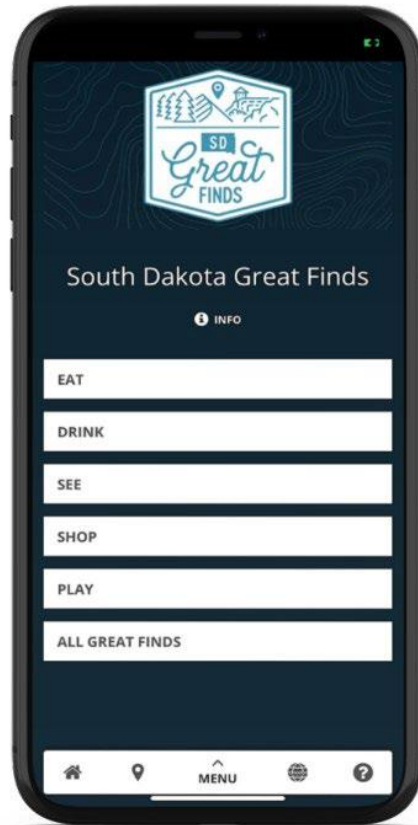 SD
Great
FINDS
South Dakota Great Finds
INFO
EAT
DRINK
SEE
SHOP
PLAY
ALL GREAT FINDS
MENU